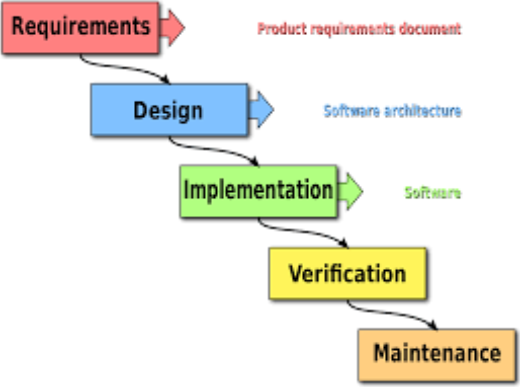 Requirements
Product requirements document
Design
Software architecture
Implementation
Software
Verification
Maintenance